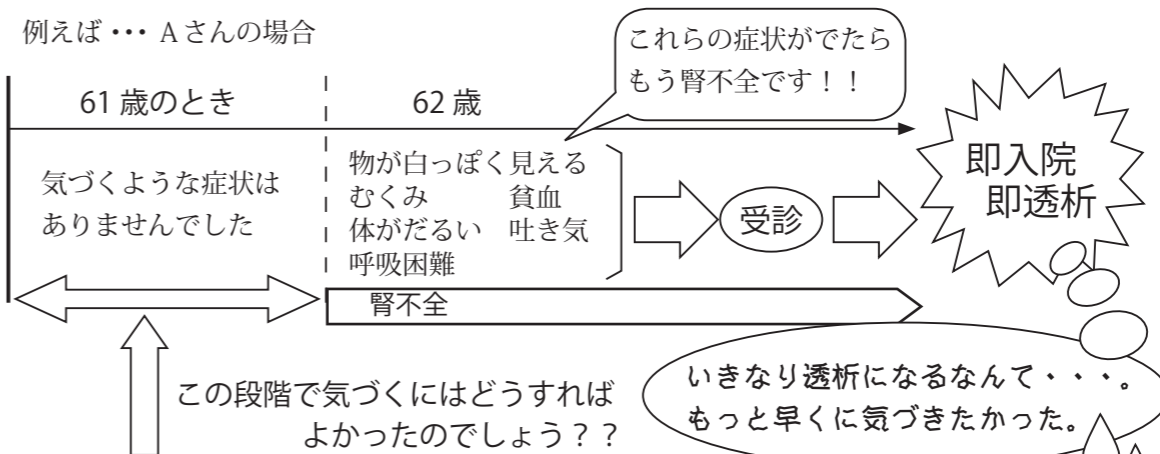 例えば ・・・ Aさんの場合
これらの症状がでたら
もう腎不全です！！
61 歳のとき
62 歳
気づくような症状は
ありませんでした
物が白っぽく見える
むくみ 貧血
体がだるい 吐き気
呼吸困難
受診
即入院
即透析
腎不全
この段階で気づくにはどうすれば
よかったのでしょう？？
いきなり透析になるなんて・・・。
もっと早くに気づきたかった。